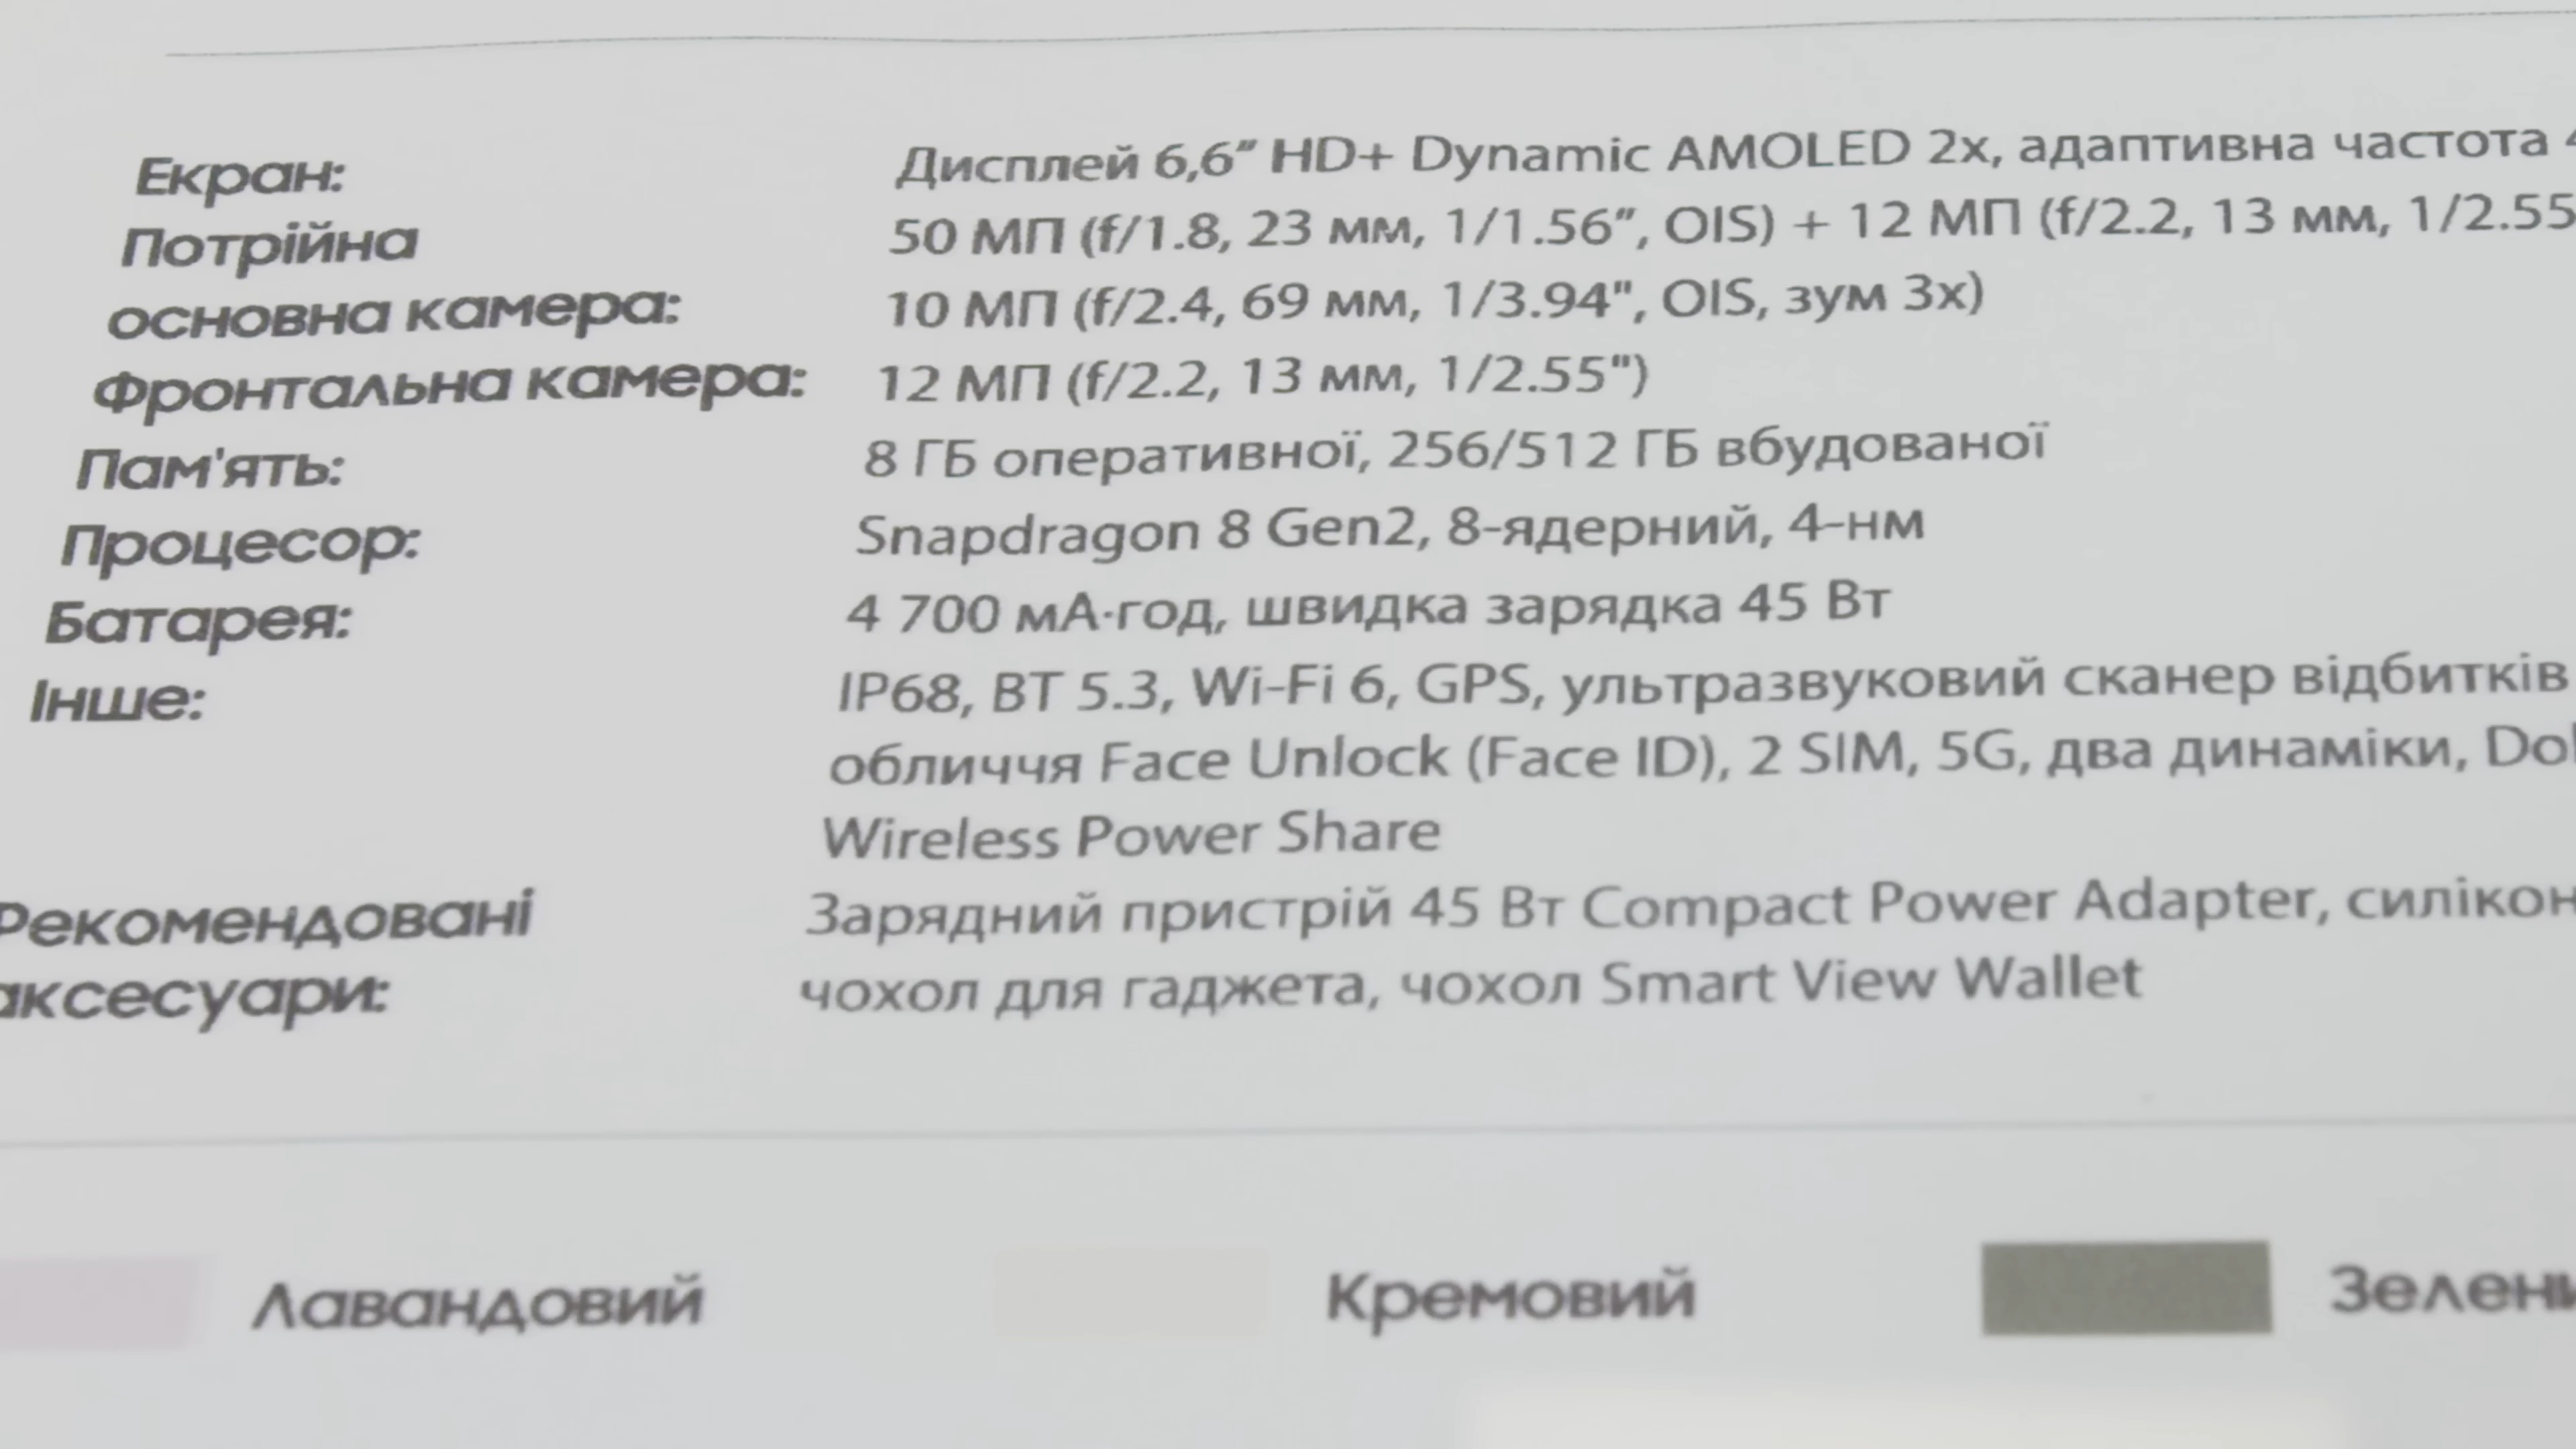 Екран: Дисплей 6,6″ HD+ Dynamic AMOLED 2x, адаптивна частота
Потрійна 50 МП (f/1.8, 23 мм, 1/1.56″, OIS) + 12 МП (f/2.2, 13 мм, 1/2.55
основна камера: 10 МП (f/2.4, 69 мм, 1/3.94", OIS, зум 3x)
Фронтальна камера: 12 МП (f/2.2, 13 мм, 1/2.55")
Пам'ять: 8 ГБ оперативної, 256/512 ГБ вбудованої
Процесор: Snapdragon 8 Gen2, 8-ядерний, 4-нм
Батарея: 4 700 мА·год, швидка зарядка 45 Вт
Інше: IP68, BT 5.3, Wi-Fi 6, GPS, ультразвуковий сканер відбитків
обличчя Face Unlock (Face ID), 2 SIM, 5G, два динаміки,
Wireless Power Share
Рекомендовані Зарядний пристрій 45 Вт Compact Power Adapter,
аксесуари: чохол для гаджета, чохол Smart View Wallet
Лавандовий Кремовий